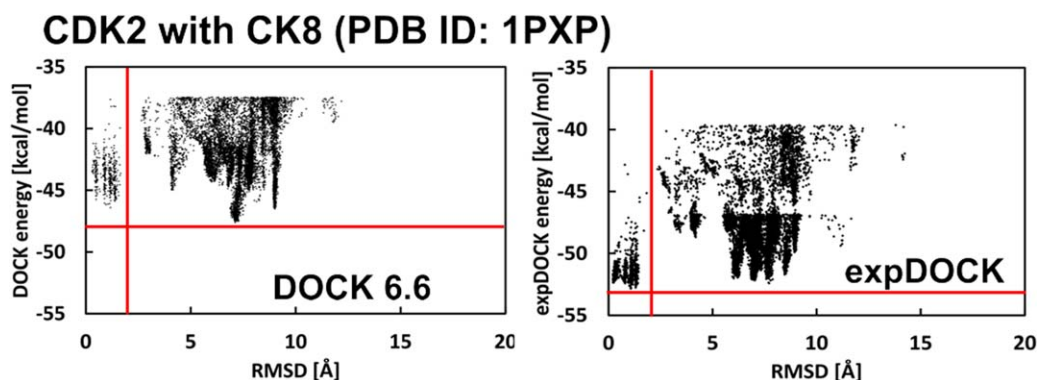 CDK2 with CK8 (PDB ID: 1PXP)
DOCK energy [kcal/mol]
-35
-40
-45
-50
-55
DOCK 6.6
0
5
10
15
20
RMSD [Å]
expDOCK energy [kcal/mol]
-35
-40
-45
-50
-55
expDOCK
0
5
10
15
20
RMSD [Å]